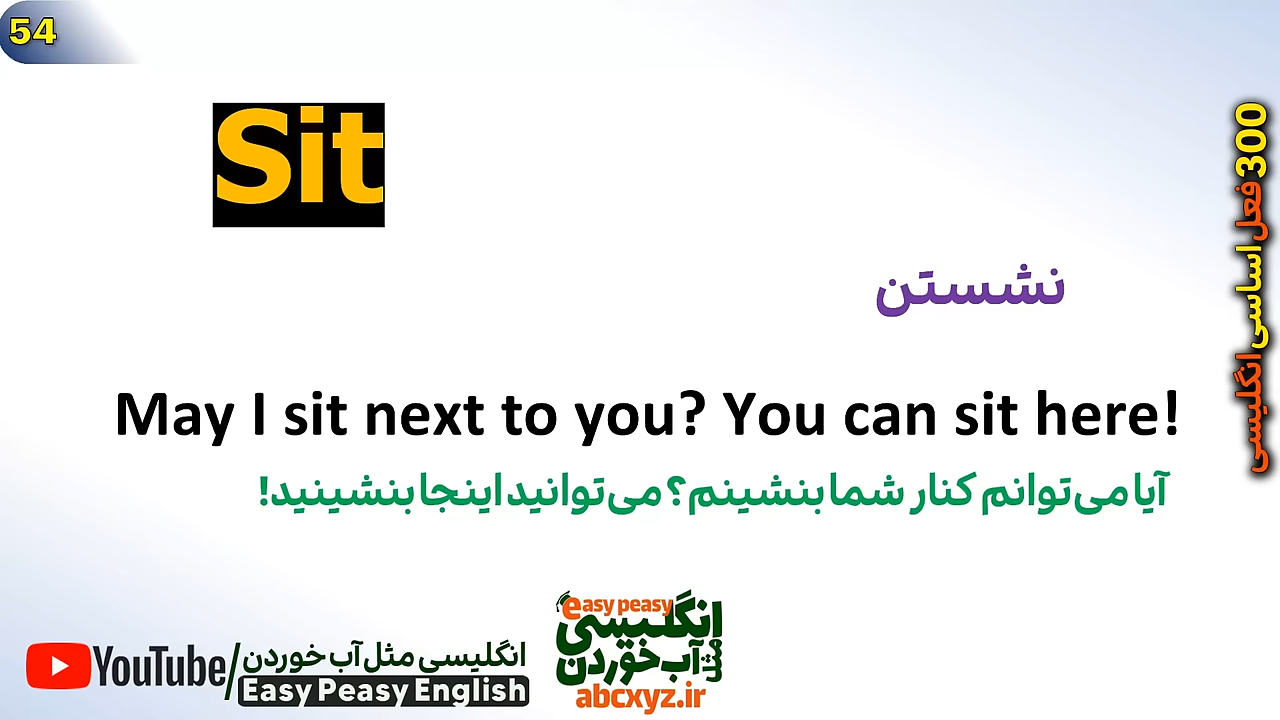 54
Sit
300 فعل اساسی انگلیسی
نشستن
May I sit next to you? You can sit here!
آیا می‌توانم کنار شما بنشینم؟ می‌توانید اینجا بنشینید!
YouTube/انگلیسی مثل آب خوردن
Easy Peasy English
easy peasy
انگلیسی
مثل
آب خوردن
abcxyz.ir